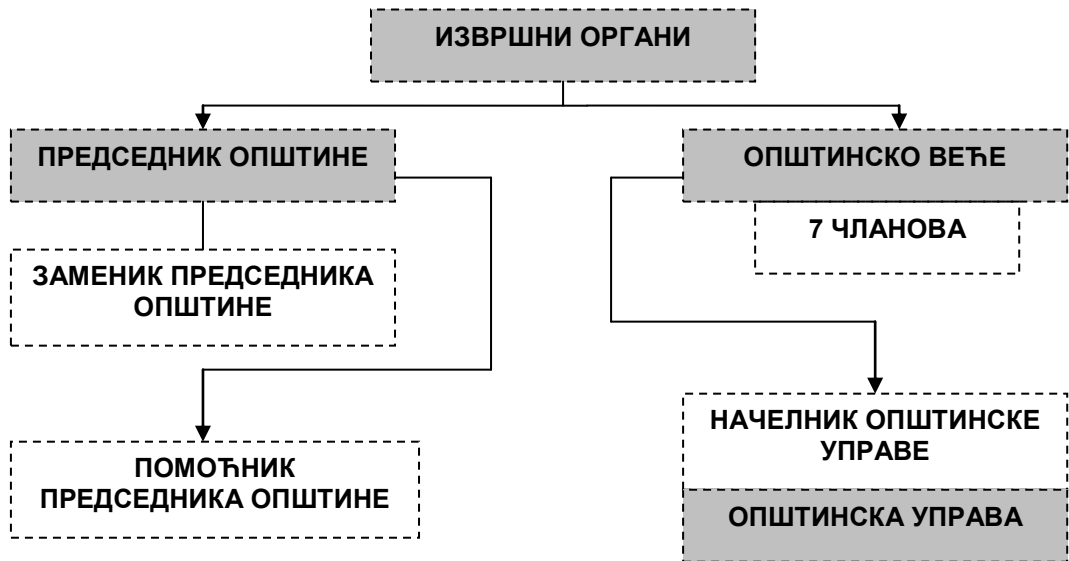 ИЗВРШНИ ОРГАНИ
ПРЕДСЕДНИК ОПШТИНЕ
ОПШТИНСКО ВЕЋЕ
7 ЧЛАНОВА
ЗАМЕНИК ПРЕДСЕДНИКА
ОПШТИНЕ
ПОМОЋНИК
ПРЕДСЕДНИКА ОПШТИНЕ
НАЧЕЛНИК ОПШТИНСКЕ
УПРАВЕ
ОПШТИНСКА УПРАВА